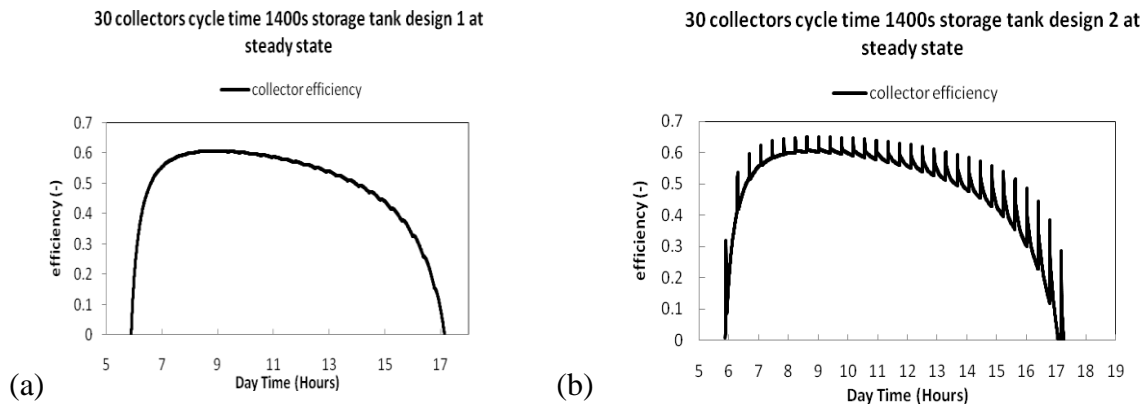 30 collectors cycle time 1400s storage tank design 1 at
steady state
collector efficiency
0.7
0.6
0.5
0.4
0.3
0.2
0.1
0
efficiency (-)
5 7 9 11 13 15 17
Day Time (Hours)
(a)
30 collectors cycle time 1400s storage tank design 2 at
steady state
collector efficiency
0.7
0.6
0.5
0.4
0.3
0.2
0.1
0
efficiency (-)
5 6 7 8 9 10 11 12 13 14 15 16 17 18 19
Day Time (Hours)
(b)